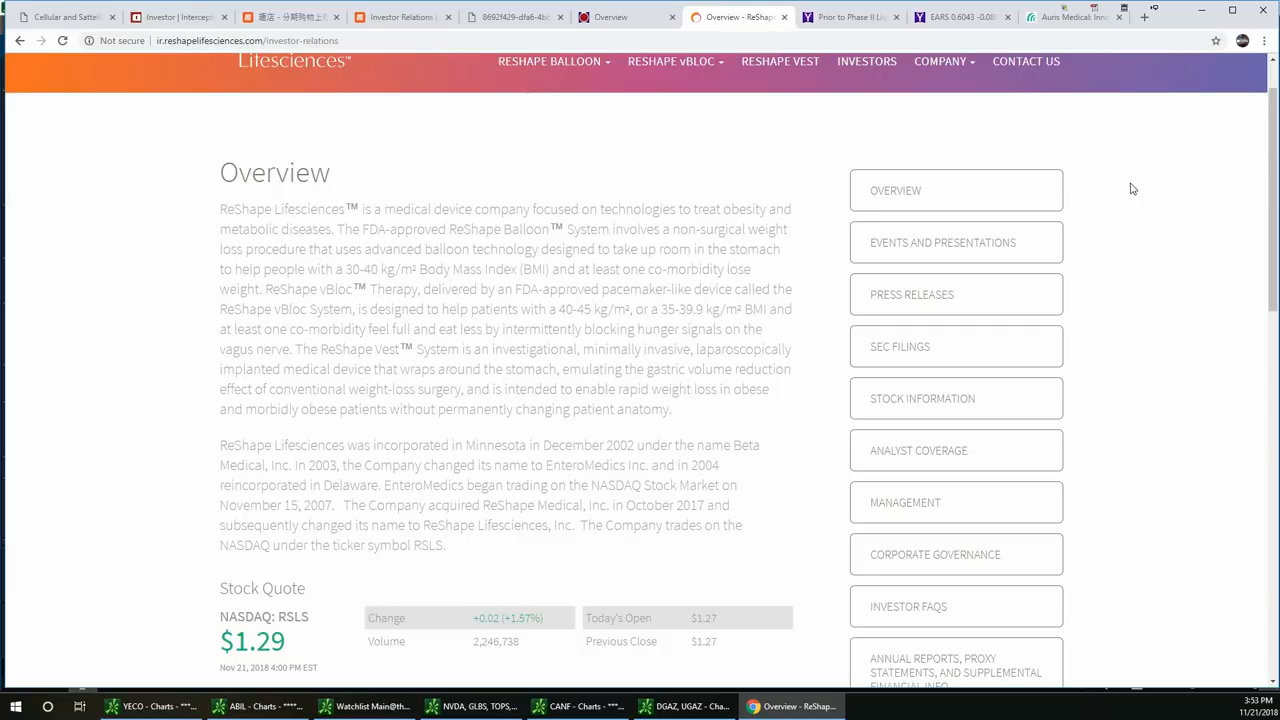 Cellular and Satell
Investor | Intercept
鑑店 - 分期购物上
Investor Relations |
8692f429-dfa6-4bb
Overview
Overview - ReShap
Prior to Phase II Liv
EARS 0.6043 -0.08
Auris Medical: Inno
Not secure
ir.reshapelifesciences.com/investor-relations
Lifesciences™
RESHAPE BALLOON
RESHAPE vBLOC
RESHAPE VEST
INVESTORS
COMPANY
CONTACT US
Overview
ReShape Lifesciences™ is a medical device company focused on technologies to treat obesity and
metabolic diseases. The FDA-approved ReShape Balloon™ System involves a non-surgical weight
loss procedure that uses advanced balloon technology designed to take up room in the stomach
to help people with a 30-40 kg/m² Body Mass Index (BMI) and at least one co-morbidity lose
weight. ReShape vBloc™ Therapy, delivered by an FDA-approved pacemaker-like device called the
ReShape vBloc System, is designed to help patients with a 40-45 kg/m², or a 35-39.9 kg/m² BMI and
at least one co-morbidity feel full and eat less by intermittently blocking hunger signals on the
vagus nerve. The ReShape Vest™ System is an investigational, minimally invasive, laparoscopically
implanted medical device that wraps around the stomach, emulating the gastric volume reduction
effect of conventional weight-loss surgery, and is intended to enable rapid weight loss in obese
and morbidly obese patients without permanently changing patient anatomy.
ReShape Lifesciences was incorporated in Minnesota in December 2002 under the name Beta
Medical, Inc. In 2003, the Company changed its name to EnteroMedics Inc. and in 2004
reincorporated in Delaware. EnteroMedics began trading on the NASDAQ Stock Market on
November 15, 2007. The Company acquired ReShape Medical, Inc. in October 2017 and
subsequently changed its name to ReShape Lifesciences, Inc. The Company trades on the
NASDAQ under the ticker symbol RSLS.
Stock Quote
NASDAQ: RSLS
$1.29
Nov 21, 2018 4:00 PM EST
Change +0.02 (+1.57%)
Today's Open $1.27
Volume 2,246,738
Previous Close $1.27
OVERVIEW
EVENTS AND PRESENTATIONS
PRESS RELEASES
SEC FILINGS
STOCK INFORMATION
ANALYST COVERAGE
MANAGEMENT
CORPORATE GOVERNANCE
INVESTOR FAQS
ANNUAL REPORTS, PROXY
STATEMENTS, AND SUPPLEMENTAL
FINANCIAL INFO
YECO - Charts - ****...
ABIL - Charts - ****...
Watchlist Main@th...
NVDA, GLBS, TOPS,...
CANF - Charts - ****...
DGAZ, UGAZ, - Cha...
Overview - ReShap...
3:53 PM
11/21/2018